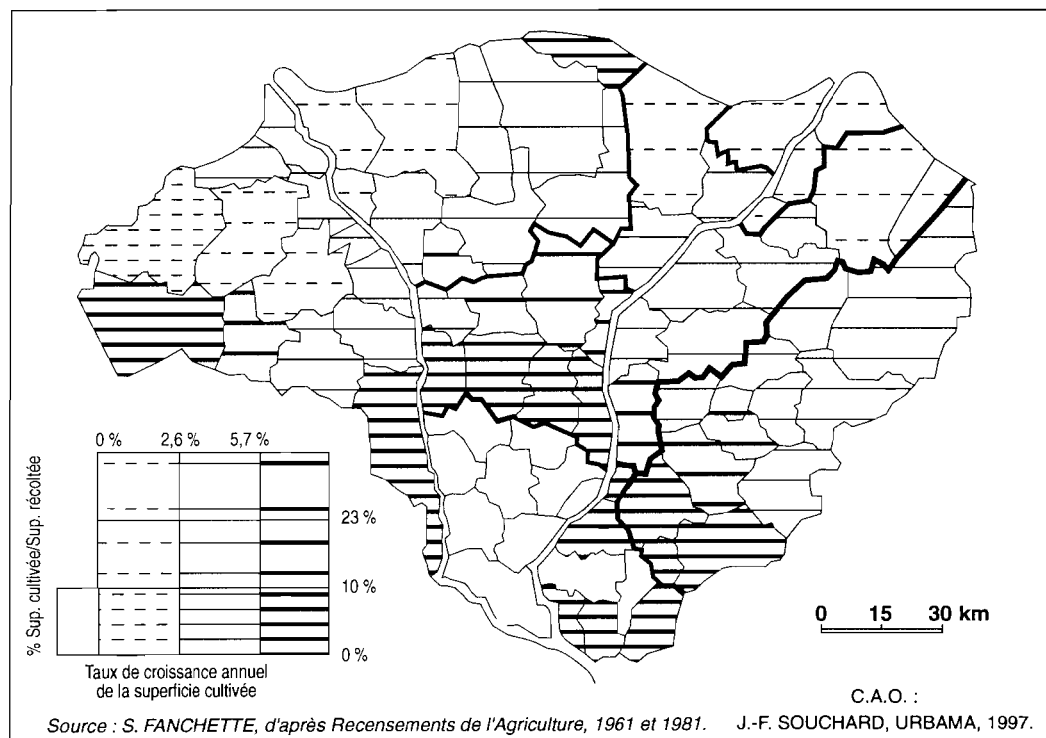 0 % 2,6 % 5,7 %
% Sup. cultivée/Sup. récoltée
23 %
10 %
0 %
Taux de croissance annuel
de la superficie cultivée
0 15 30 km
C.A.O. :
Source : S. FANCHETTE, d'après Recensements de l'Agriculture, 1961 et 1981. J.-F. SOUCHARD, URBAMA, 1997.